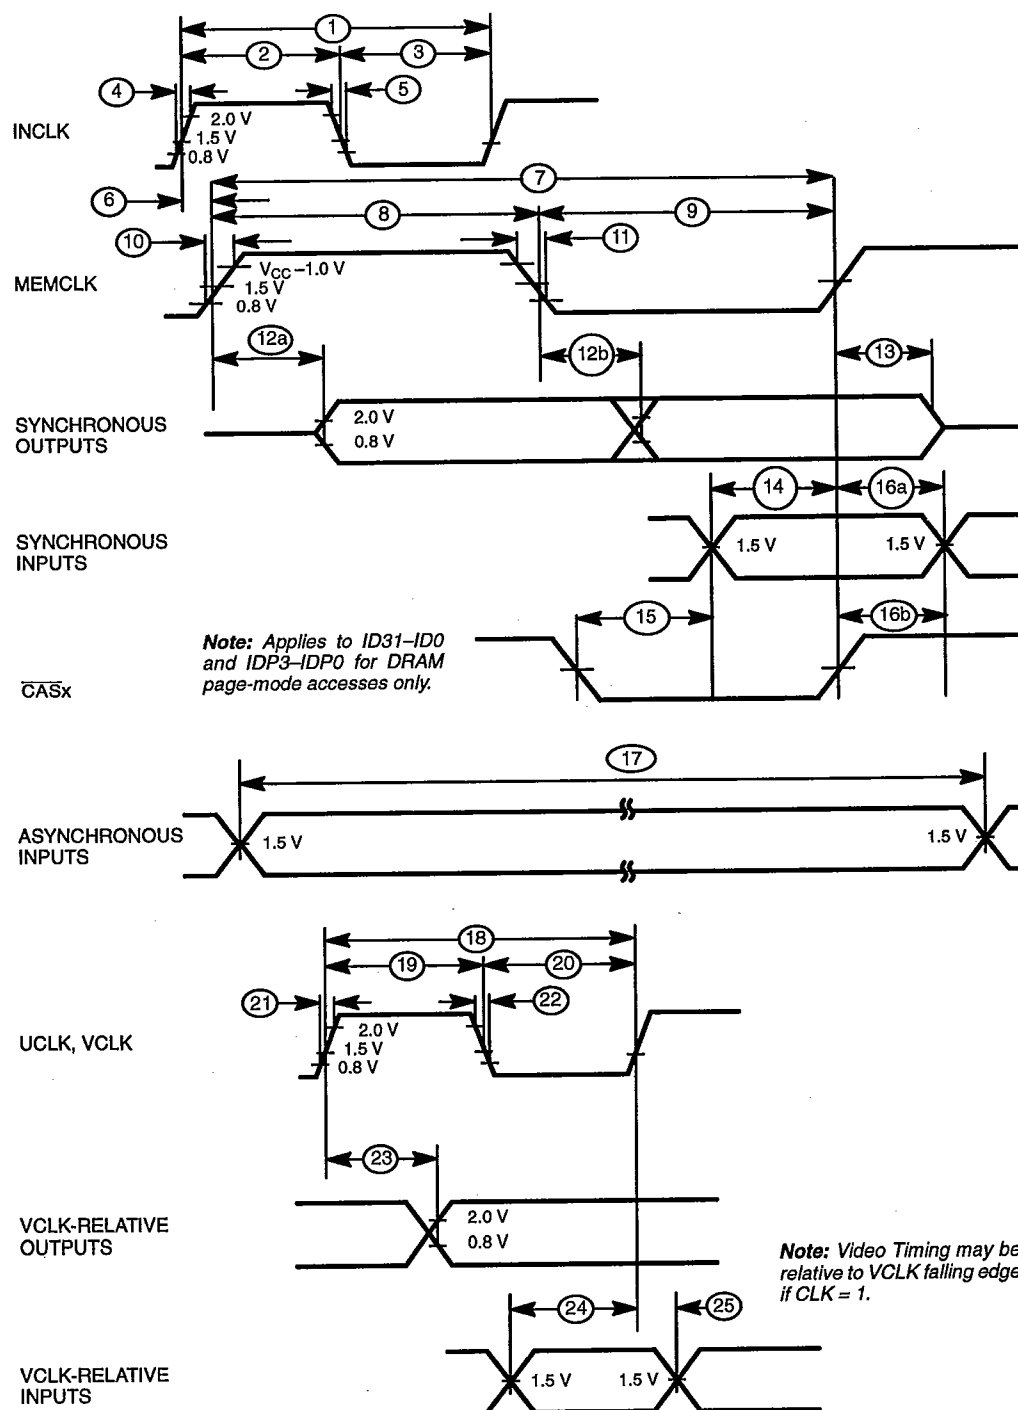 1
2
3
4
5
INCLK
2.0 V
1.5 V
0.8 V
6
7
8
9
10
11
MEMCLK
VCC –1.0 V
1.5 V
0.8 V
12a
12b
13
SYNCHRONOUS
OUTPUTS
2.0 V
0.8 V
14
16a
SYNCHRONOUS
INPUTS
1.5 V
1.5 V
15
16b
Note: Applies to ID31–ID0
and IDP3–IDP0 for DRAM
page-mode accesses only.
CASx
17
ASYNCHRONOUS
INPUTS
1.5 V
1.5 V
18
19
20
21
22
UCLK, VCLK
2.0 V
1.5 V
0.8 V
23
VCLK-RELATIVE
OUTPUTS
2.0 V
0.8 V
Note: Video Timing may be
relative to VCLK falling edge
if CLK = 1.
24
25
VCLK-RELATIVE
INPUTS
1.5 V
1.5 V